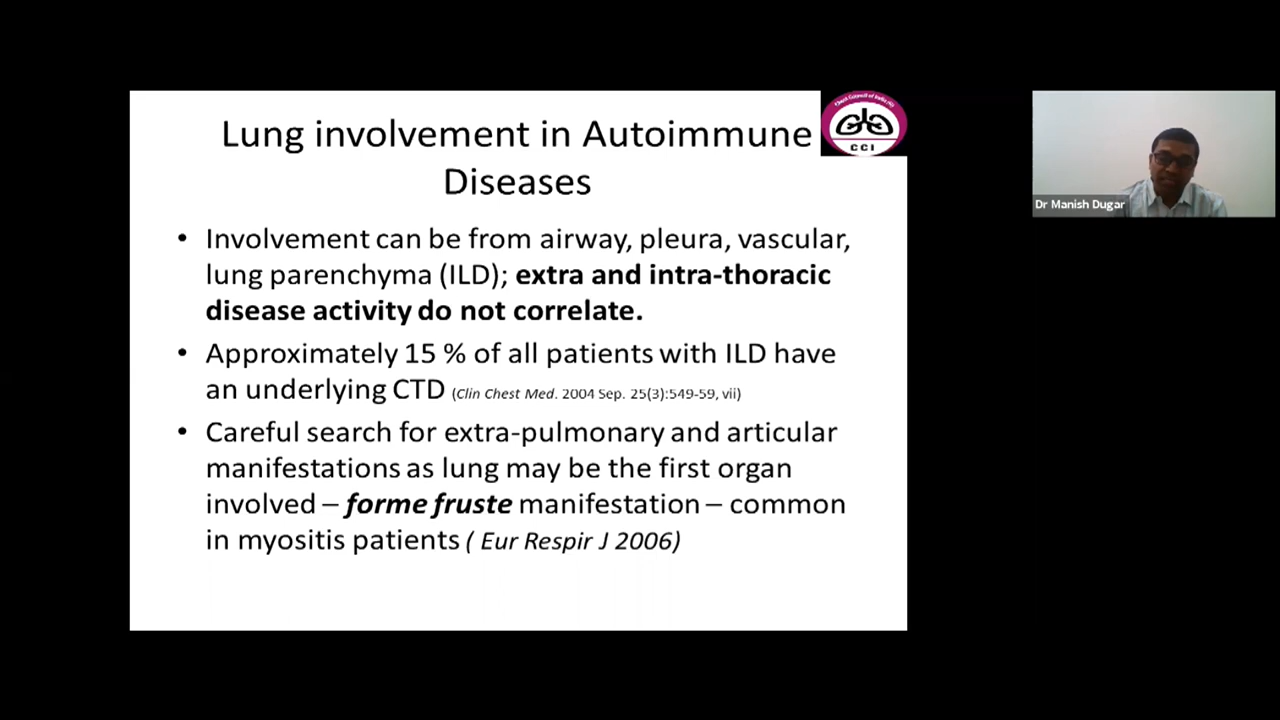 Lung involvement in Autoimmune
Diseases
• Involvement can be from airway, pleura, vascular,
lung parenchyma (ILD); extra and intra-thoracic
disease activity do not correlate.
• Approximately 15 % of all patients with ILD have
an underlying CTD (Clin Chest Med. 2004 Sep. 25(3):549-59, vii)
• Careful search for extra-pulmonary and articular
manifestations as lung may be the first organ
involved – forme fruste manifestation – common
in myositis patients ( Eur Respir J 2006)
CCI
Dr Manish Dugar